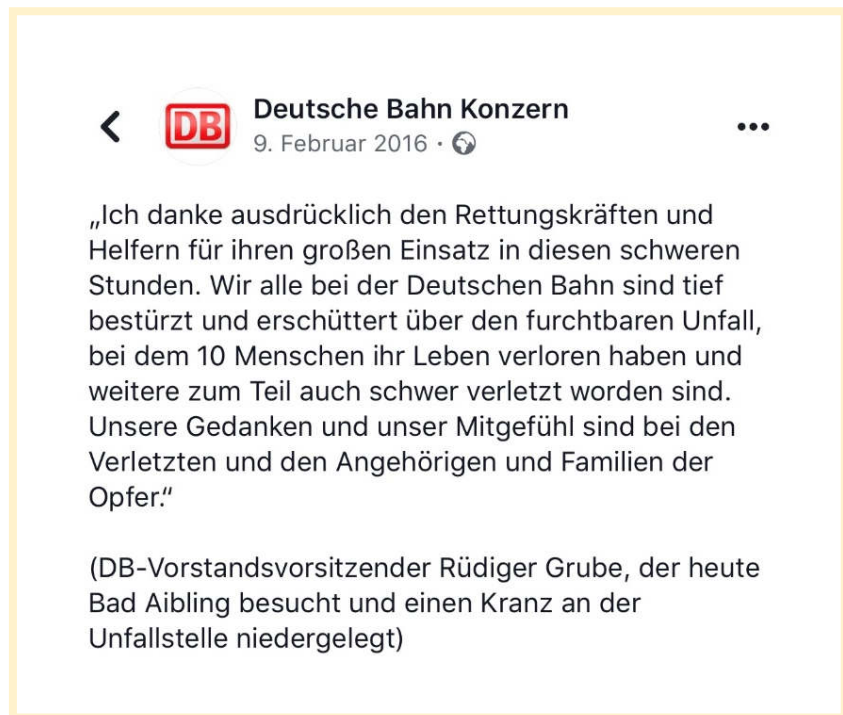 DB
Deutsche Bahn Konzern
9. Februar 2016 ·
„Ich danke ausdrücklich den Rettungskräften und
Helfern für ihren großen Einsatz in diesen schweren
Stunden. Wir alle bei der Deutschen Bahn sind tief
bestürzt und erschüttert über den furchtbaren Unfall,
bei dem 10 Menschen ihr Leben verloren haben und
weitere zum Teil auch schwer verletzt worden sind.
Unsere Gedanken und unser Mitgefühl sind bei den
Verletzten und den Angehörigen und Familien der
Opfer.“
(DB-Vorstandsvorsitzender Rüdiger Grube, der heute
Bad Aibling besucht und einen Kranz an der
Unfallstelle niedergelegt)